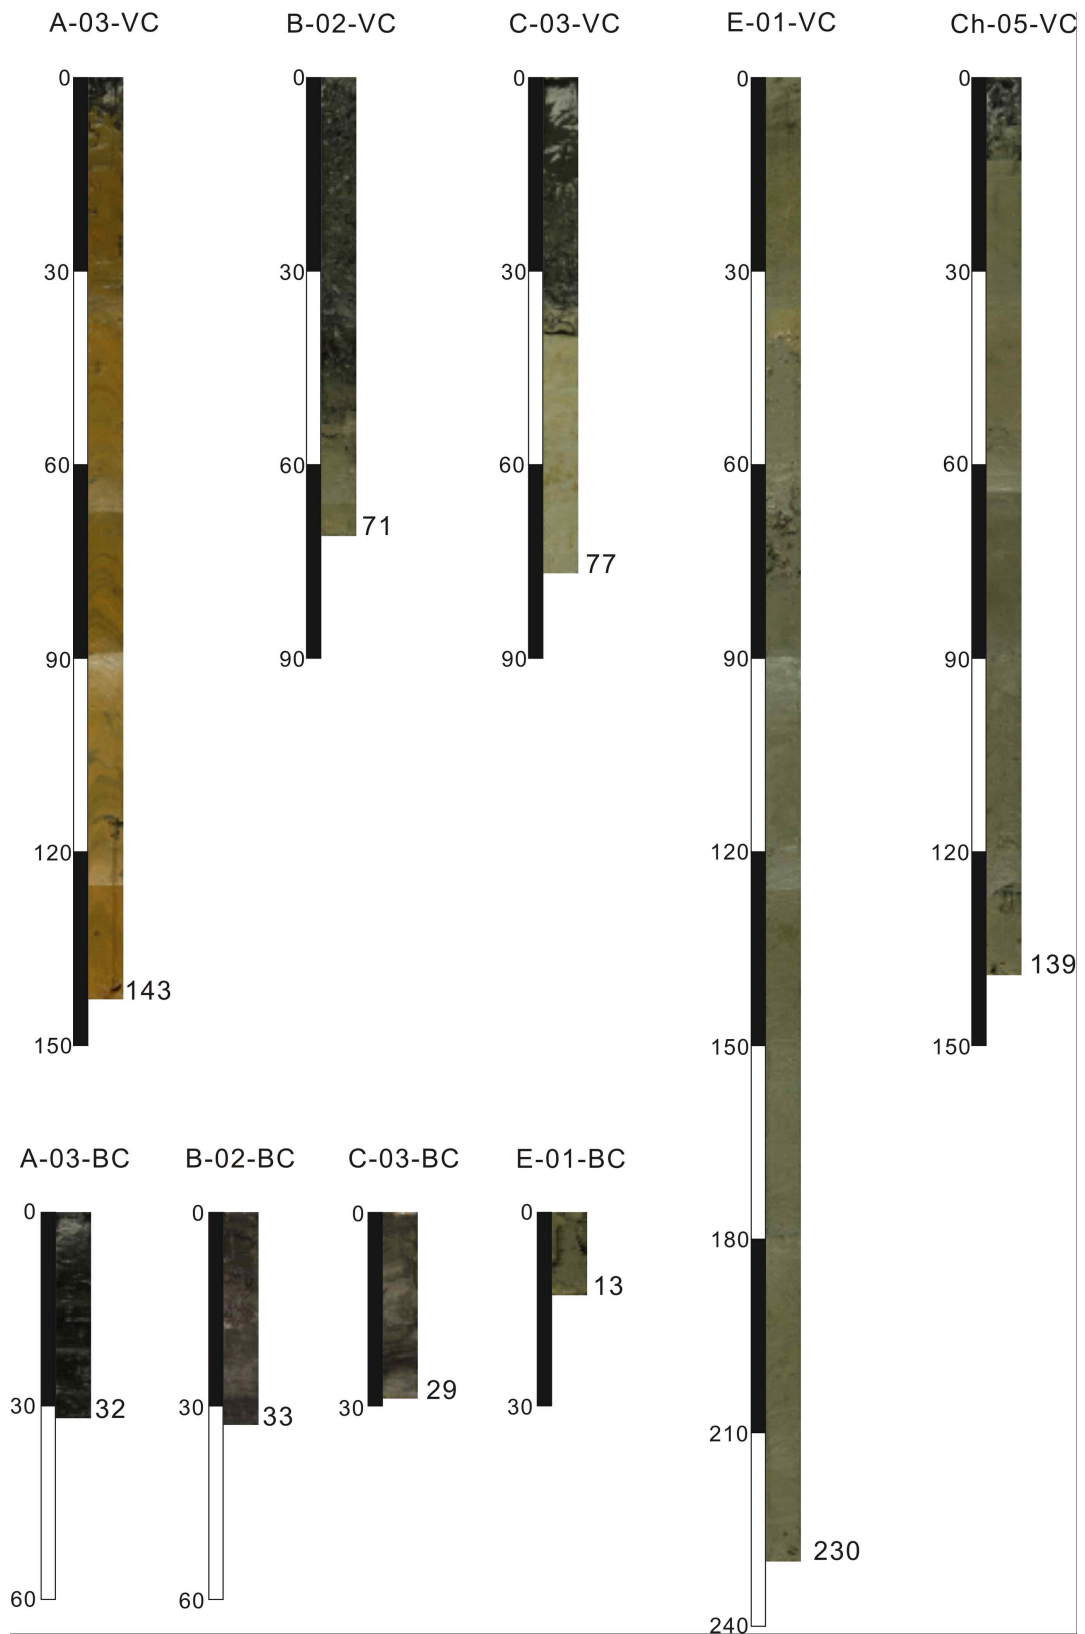 A-03-VC B-02-VC C-03-VC E-01-VC Ch-05-VC
0 0 0 0 0
30 30 30 30 30
60 60 60 60 60
71
77
90 90 90 90 90
120 120 120
139
143
150 150 150
A-03-BC B-02-BC C-03-BC E-01-BC
0 0 0 0
180
13
29
30 30 30 30
32 33
210
230
60 60
240